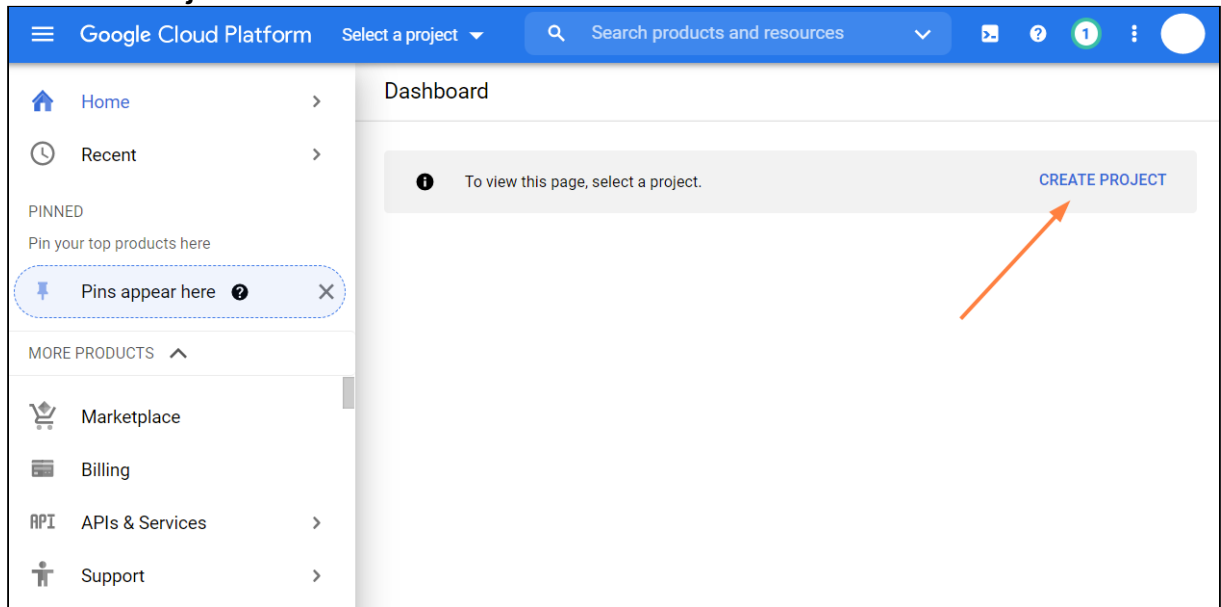 Google Cloud Platform Select a project Search products and resources 1
Home
Recent
PINNED
Pin your top products here
Pins appear here
MORE PRODUCTS
Marketplace
Billing
API APIs & Services
Support
Dashboard
To view this page, select a project. CREATE PROJECT